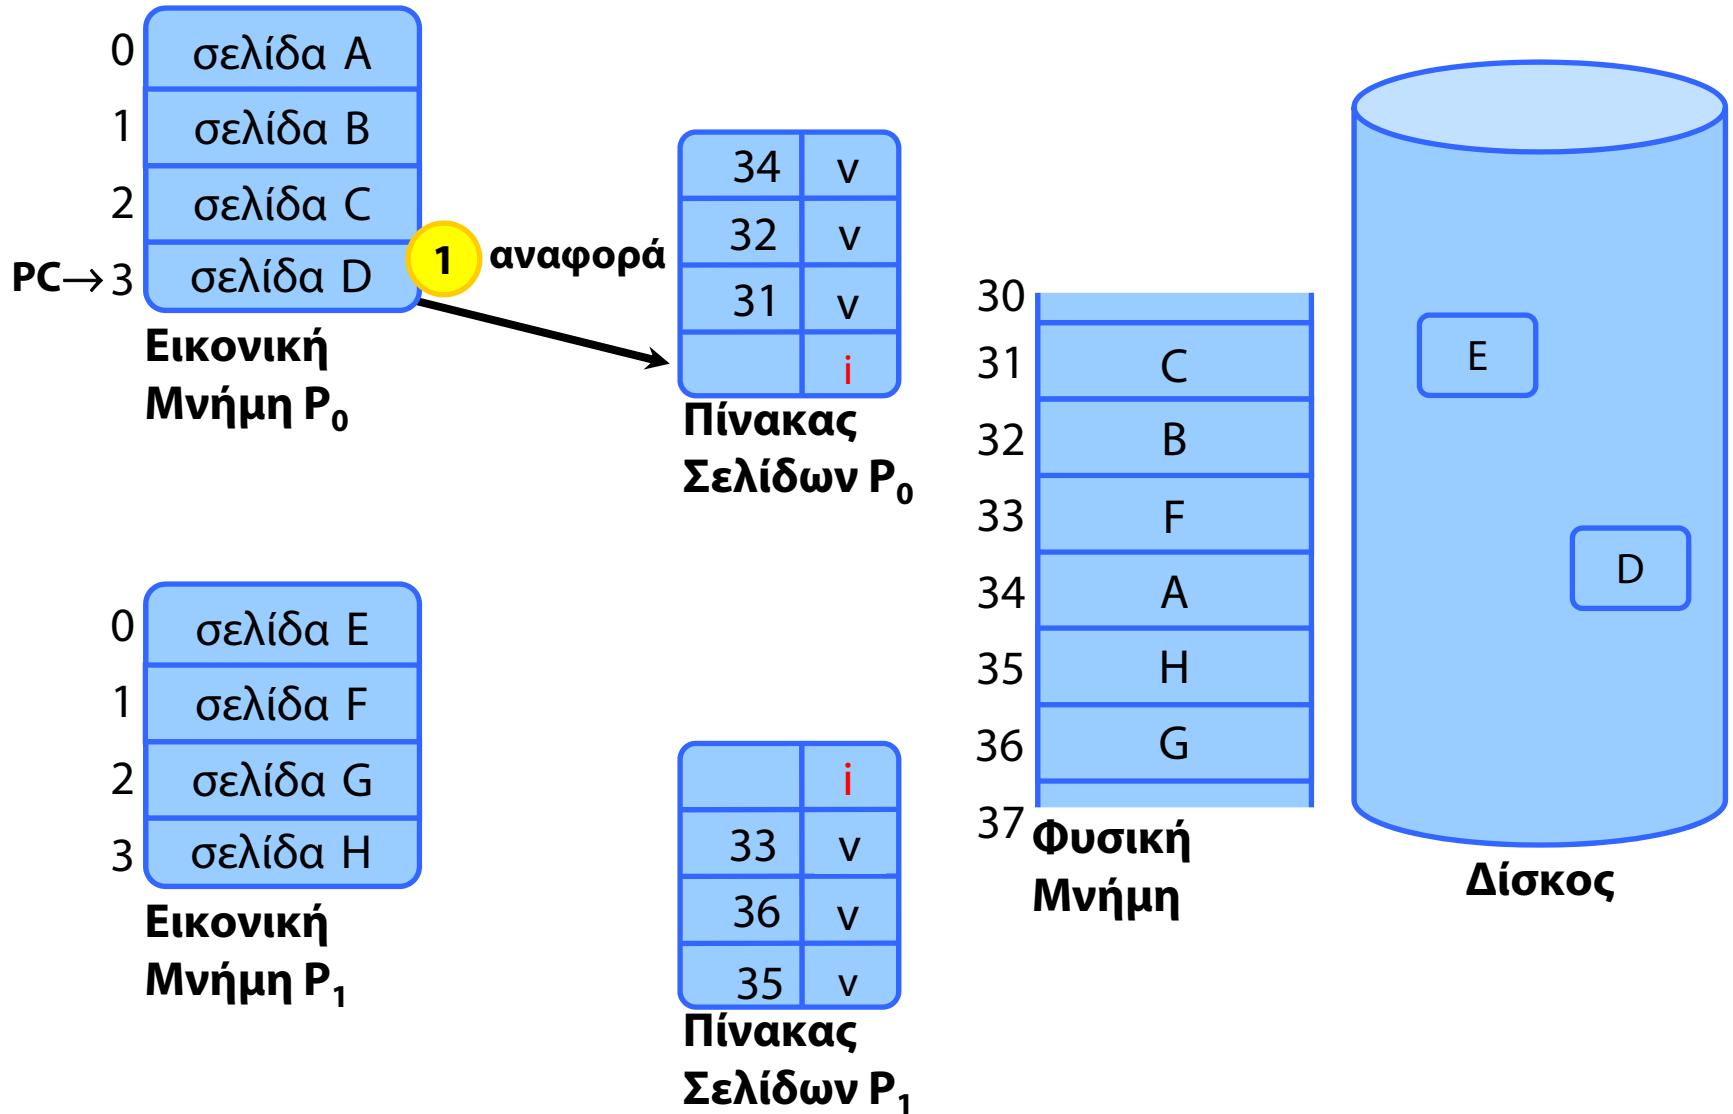 0 σελίδα A
1 σελίδα B
2 σελίδα C
PC→ 3 σελίδα D
Εικονική
Μνήμη P0
1 αναφορά
34 v
32 v
31 v
i
Πίνακας
Σελίδων P0
0 σελίδα E
1 σελίδα F
2 σελίδα G
3 σελίδα H
Εικονική
Μνήμη P1
i
33 v
36 v
35 v
Πίνακας
Σελίδων P1
30
31 C
32 B
33 F
34 A
35 H
36 G
37
Φυσική
Μνήμη
E
D
Δίσκος